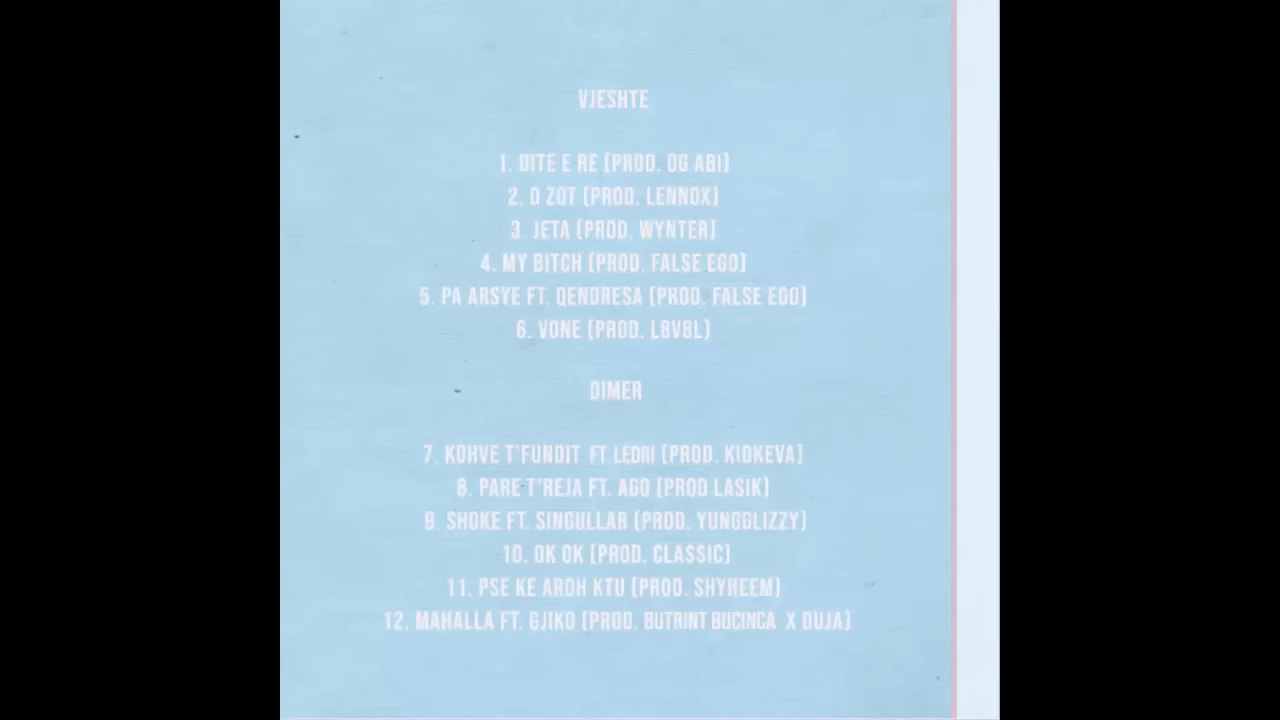 VJESHTE
1. DITE E RE (PROD. OG ABI)
2. O ZOT (PROD. LENNOX)
3. JETA (PROD. WYNTER)
4. MY BITCH (PROD. FALSE EGO)
5. PA ARSYE FT. QENDRESA (PROD. FALSE EGO)
6. VONE (PROD. LBVBL)
DIMER
7. KOHVE T'FUNDIT FT LEDRI (PROD. KIDKEVA)
8. PARE T'REJA FT. AGO (PROD LASIK)
9. SHOKE FT. SINGULLAR (PROD. YUNGGLIZZY)
10. OK OK (PROD. CLASSIC)
11. PSE KE ARDH KTU (PROD. SHYHEEM)
12. MAHALLA FT. GJIKO (PROD. BUTRINT BUCINCA X DUJA)